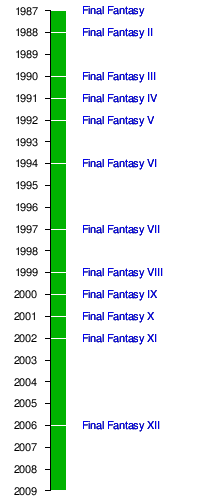 1987 Final Fantasy
1988 Final Fantasy II
1989
1990 Final Fantasy III
1991 Final Fantasy IV
1992 Final Fantasy V
1993
1994 Final Fantasy VI
1995
1996
1997 Final Fantasy VII
1998
1999 Final Fantasy VIII
2000 Final Fantasy IX
2001 Final Fantasy X
2002 Final Fantasy XI
2003
2004
2005
2006 Final Fantasy XII
2007
2008
2009